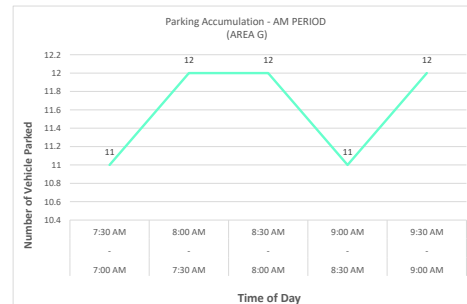 Parking Accumulation - AM PERIOD
(AREA G)
Number of Vehicle Parked
12.2
12
11.8
11.6
11.4
11.2
11
10.8
10.6
10.4
11
12
12
11
12
7:30 AM 8:00 AM 8:30 AM 9:00 AM 9:30 AM
- - - - -
7:00 AM 7:30 AM 8:00 AM 8:30 AM 9:00 AM
Time of Day